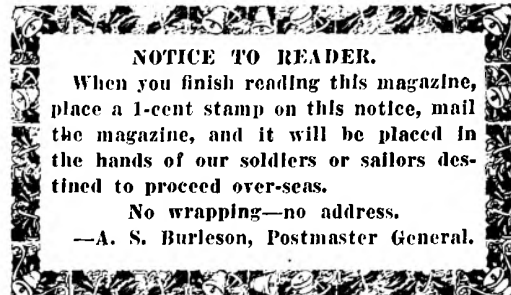 NOTICE TO READER.
When you finish reading this magazine,
place a 1-cent stamp on this notice, mail
the magazine, and it will be placed in
the hands of our soldiers or sailors des-
tined to proceed over-seas.
No wrapping—no address.
—A. S. Burleson, Postmaster General.